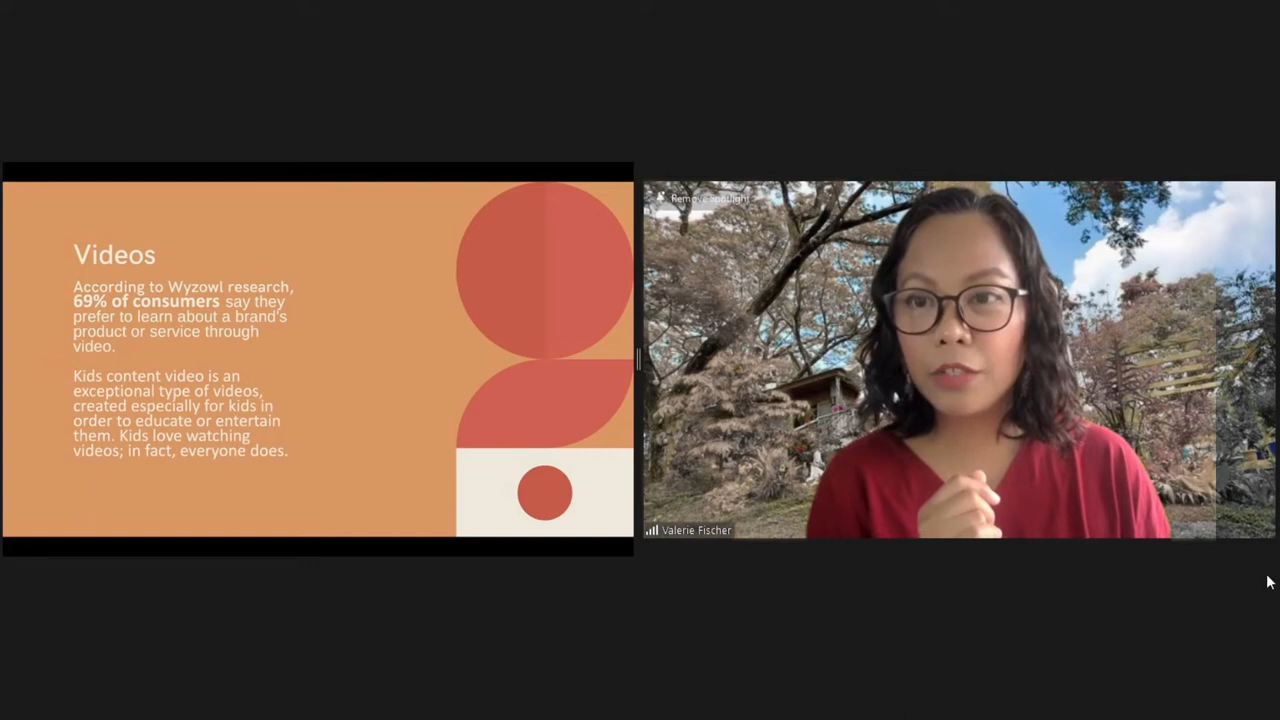 Videos
According to Wyzowl research,
69% of consumers say they
prefer to learn about a brand's
product or service through
video.
Kids content video is an
exceptional type of videos,
created especially for kids in
order to educate or entertain
them. Kids love watching
videos; in fact, everyone does.
Remove spotlight
Valerie Fischer